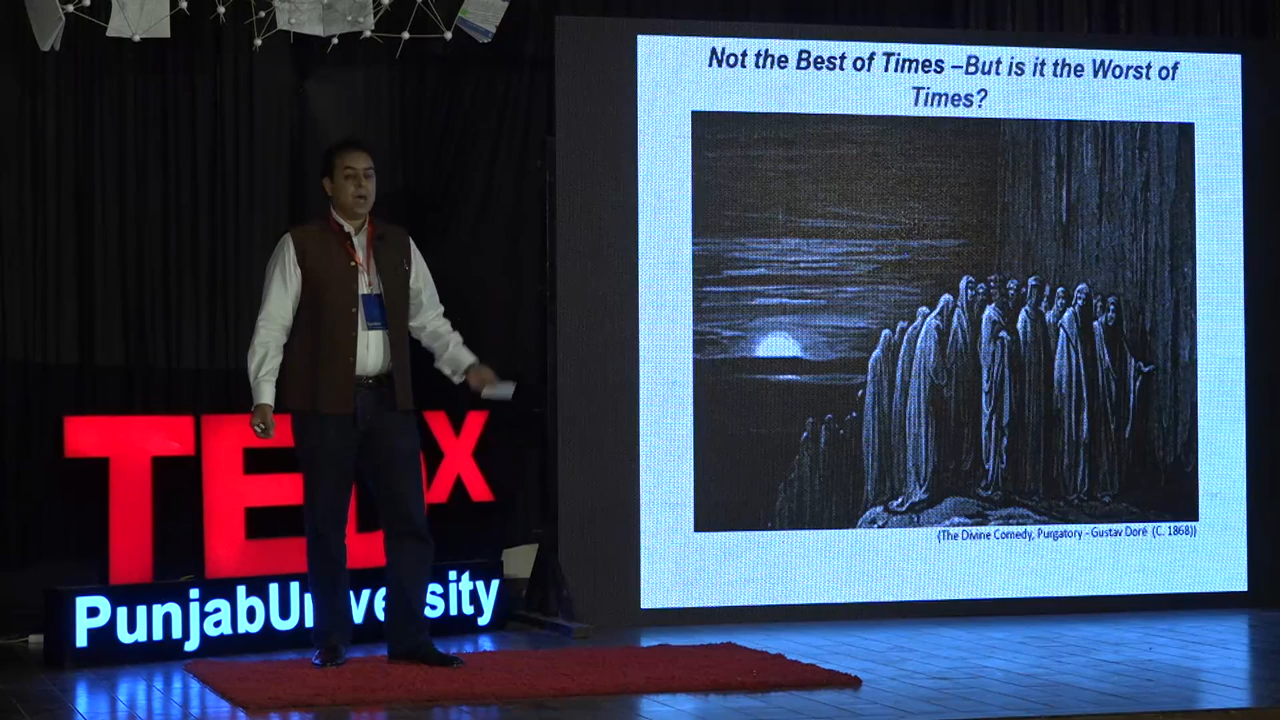 Not the Best of Times –But is it the Worst of
Times?
(The Divine Comedy, Purgatory - Gustav Doré (C. 1868))
TEDx
PunjabUniversity